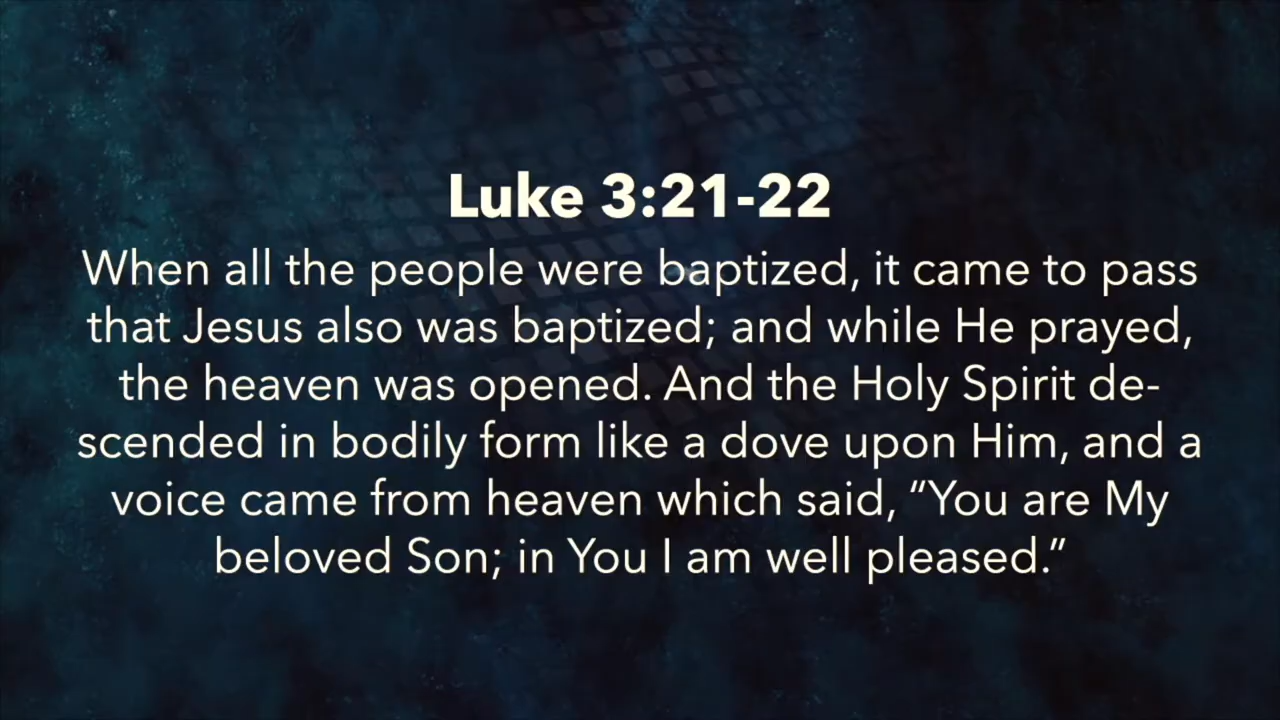 Luke 3:21-22
When all the people were baptized, it came to pass
that Jesus also was baptized; and while He prayed,
the heaven was opened. And the Holy Spirit de-
scended in bodily form like a dove upon Him, and a
voice came from heaven which said, “You are My
beloved Son; in You I am well pleased.”